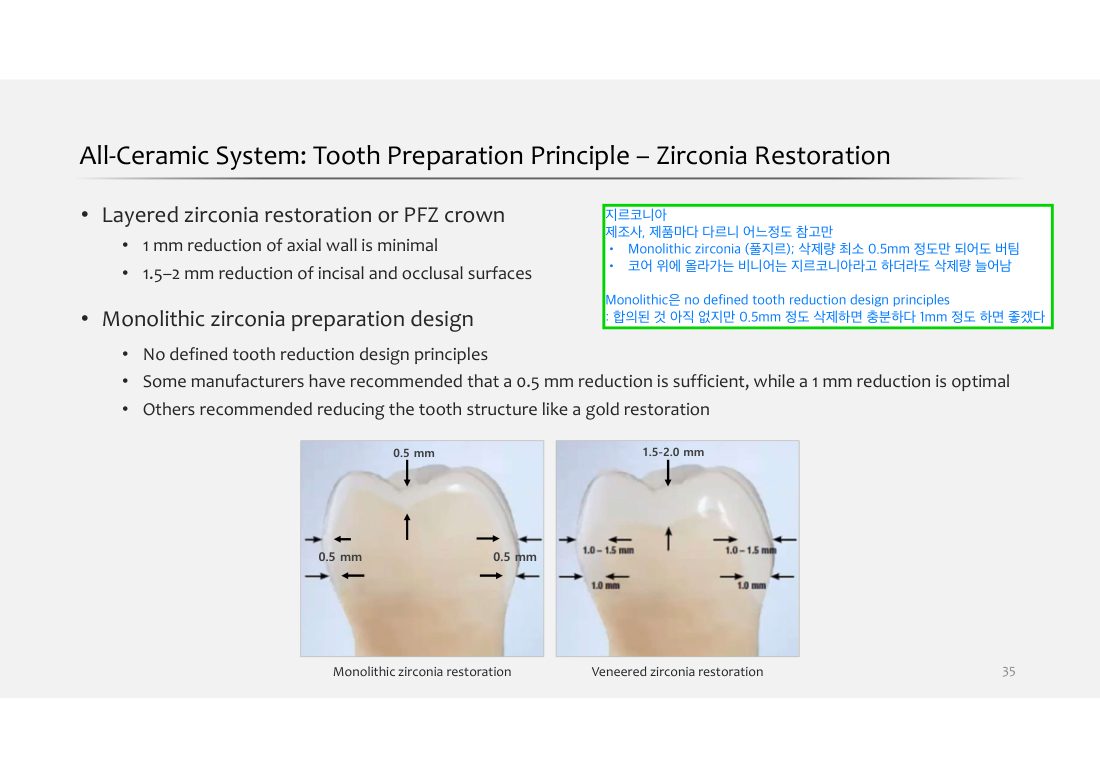 All-Ceramic System: Tooth Preparation Principle – Zirconia Restoration
• Layered zirconia restoration or PFZ crown
• 1 mm reduction of axial wall is minimal
• 1.5–2 mm reduction of incisal and occlusal surfaces
지르코니아
제조사, 제품마다 다르니 어느정도 참고만
• Monolithic zirconia (풀지르); 삭제량 최소 0.5mm 정도만 되어도 버팀
• 코어 위에 올라가는 비니어는 지르코니아라고 하더라도 삭제량 늘어남
Monolithic은 no defined tooth reduction design principles
: 합의된 것 아직 없지만 0.5mm 정도 삭제하면 충분하다 1mm 정도 하면 좋겠다
• Monolithic zirconia preparation design
• No defined tooth reduction design principles
• Some manufacturers have recommended that a 0.5 mm reduction is sufficient, while a 1 mm reduction is optimal
• Others recommended reducing the tooth structure like a gold restoration
0.5 mm
0.5 mm
0.5 mm
Monolithic zirconia restoration
1.5-2.0 mm
1.0 – 1.5 mm
1.0 – 1.5 mm
1.0 mm
1.0 mm
Veneered zirconia restoration
35